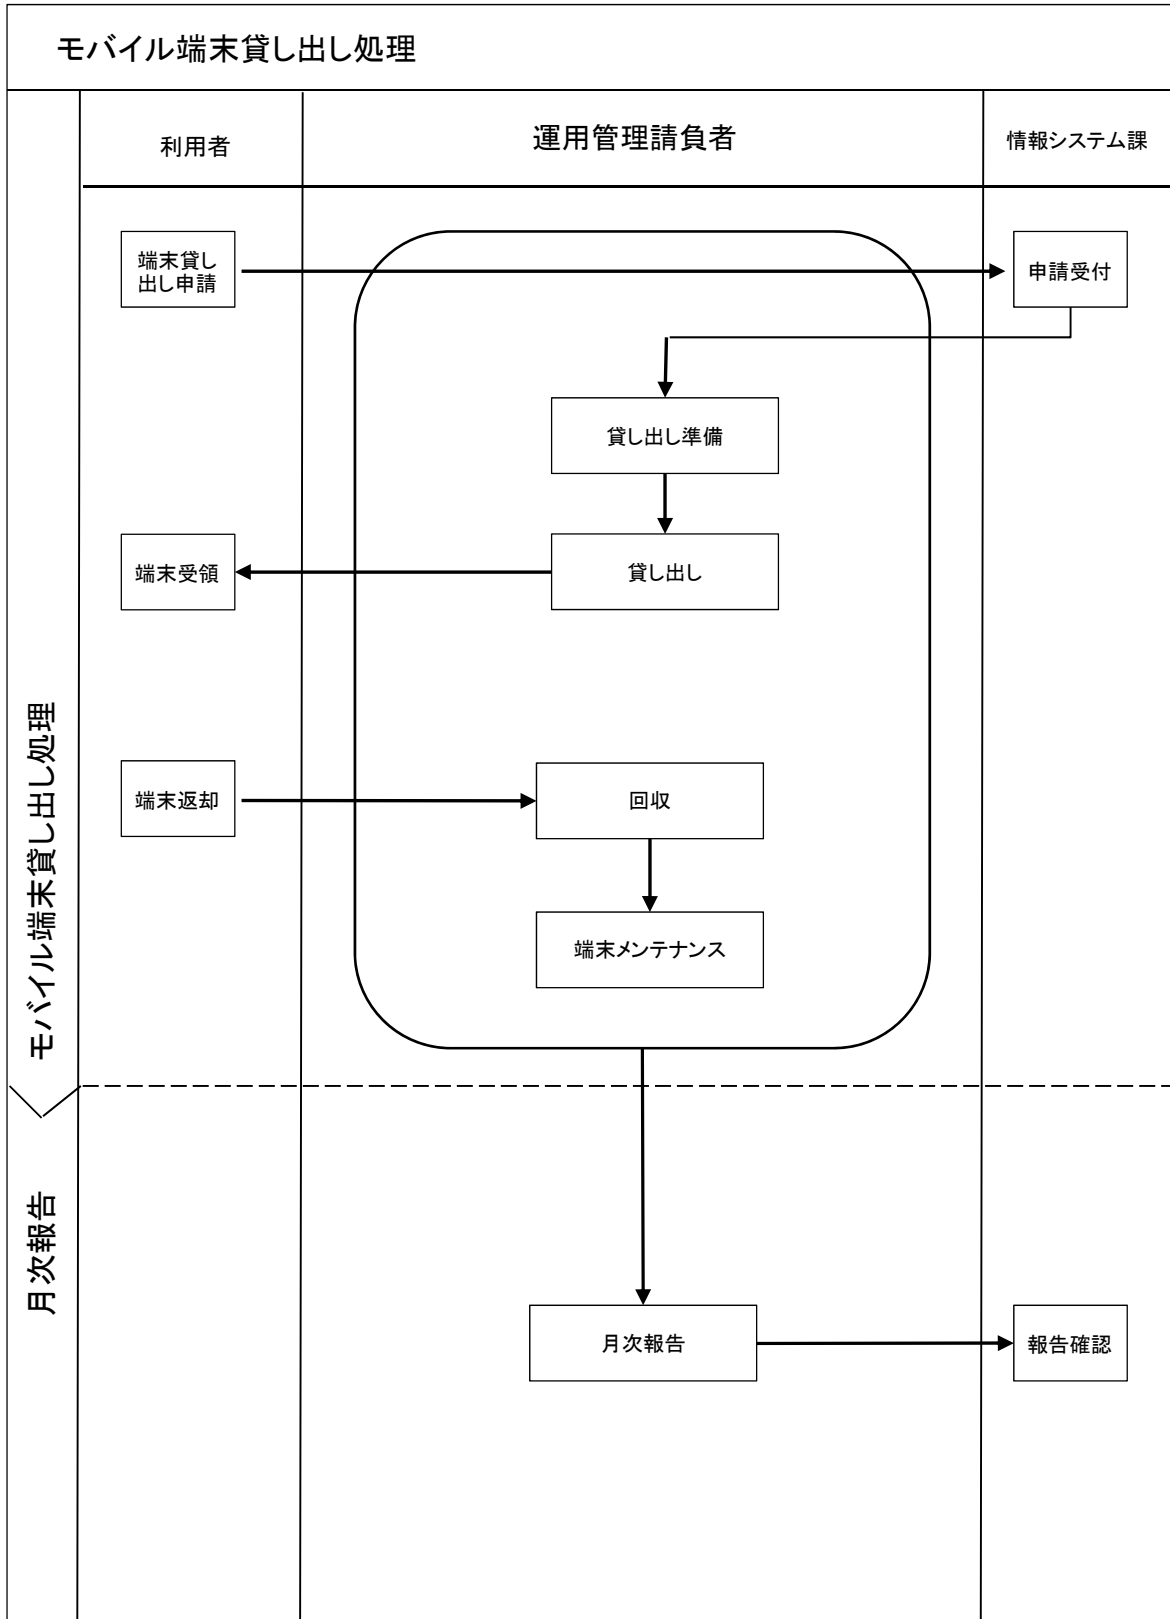 モバイル端末貸し出し処理
利用者
運用管理請負者
情報システム課
端末貸し
出し申請
申請受付
貸し出し準備
端末受領
貸し出し
端末返却
回収
端末メンテナンス
モバイル端末貸し出し処理
月次報告
月次報告
報告確認